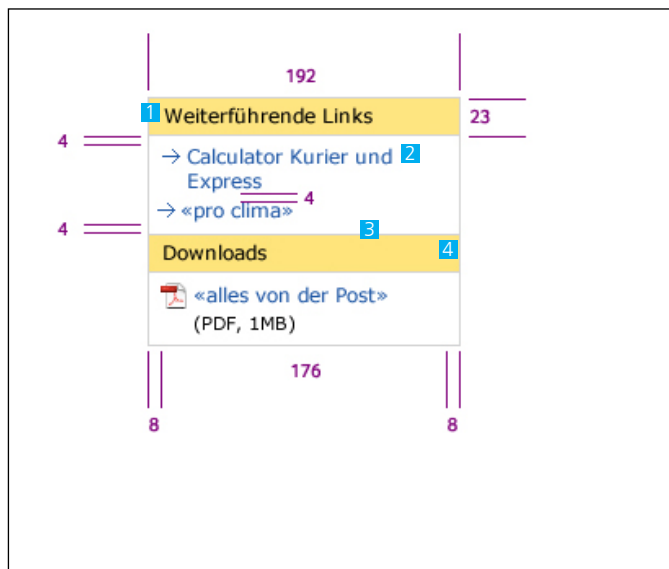 192
1 Weiterführende Links
23
4
→ Calculator Kurier und 2
Express
4
→ «pro clima»
4
3
Downloads 4
«alles von der Post»
(PDF, 1MB)
176
8 8